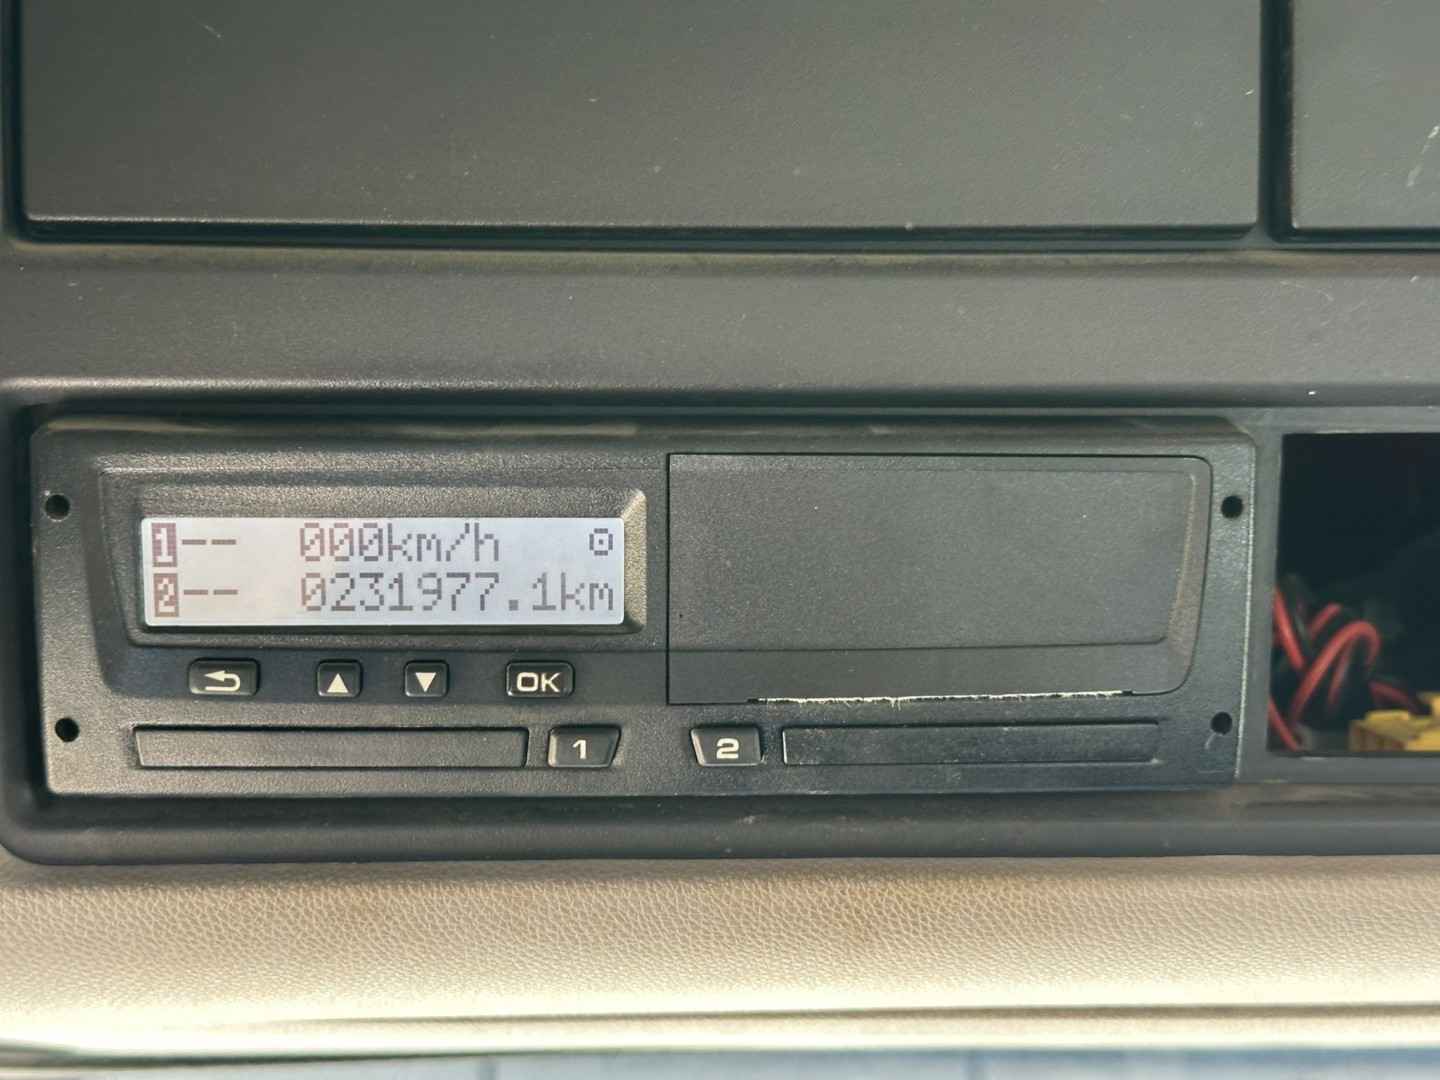 1-- 000km/h ⊙
2-- 0231977.1km
▲ ▼ OK
1 2